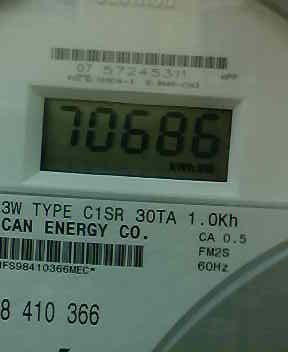 07 57245311
70686
3W TYPE C1SR 30TA 1.0Kh
CAN ENERGY CO.
CA 0.5
FM2S
60Hz
8 410 366